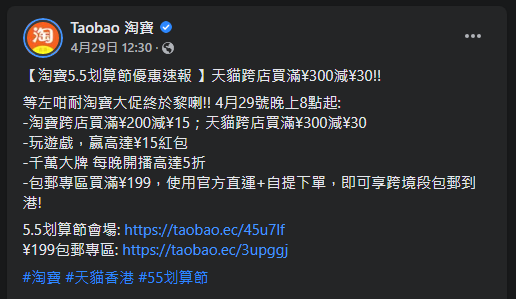 淘
Taobao 淘寶
4月29日 12:30 ·
【淘寶5.5划算節優惠速報 】天貓跨店買滿¥300減¥30!!
等左咁耐淘寶大促終於黎喇!! 4月29號晚上8點起:
-淘寶跨店買滿¥200減¥15；天貓跨店買滿¥300減¥30
-玩遊戲，贏高達¥15紅包
-千萬大牌 每晚開播高達5折
-包郵專區買滿¥199，使用官方直運+自提下單，即可享跨境段包郵到
港!
5.5划算節會場: https://taobao.ec/45u7lf
¥199包郵專區: https://taobao.ec/3upggj
#淘寶 #天貓香港 #55划算節